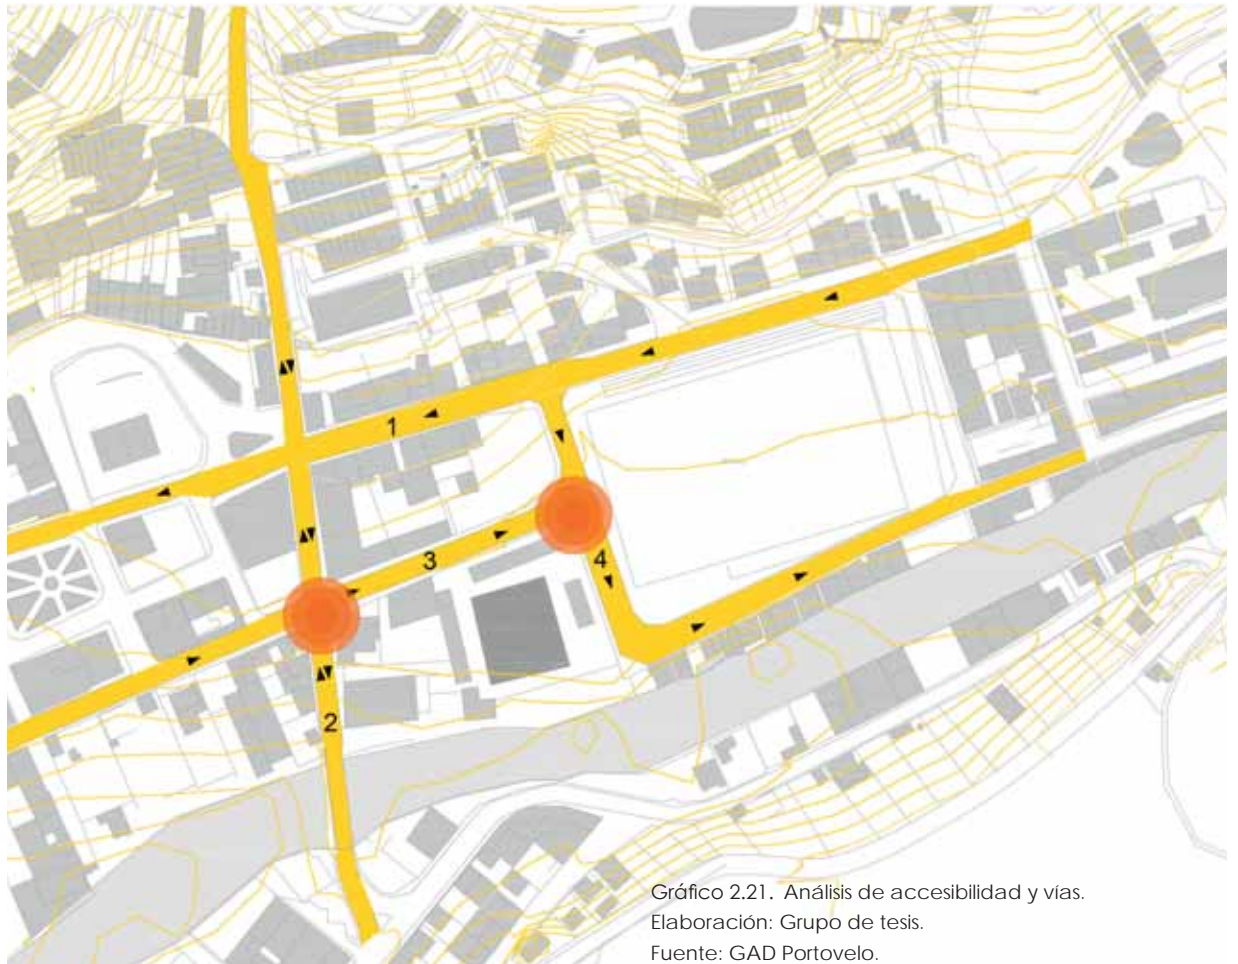 1
3
4
2
Gráfico 2.21. Análisis de accesibilidad y vías.
Elaboración: Grupo de tesis.
Fuente: GAD Portovelo.